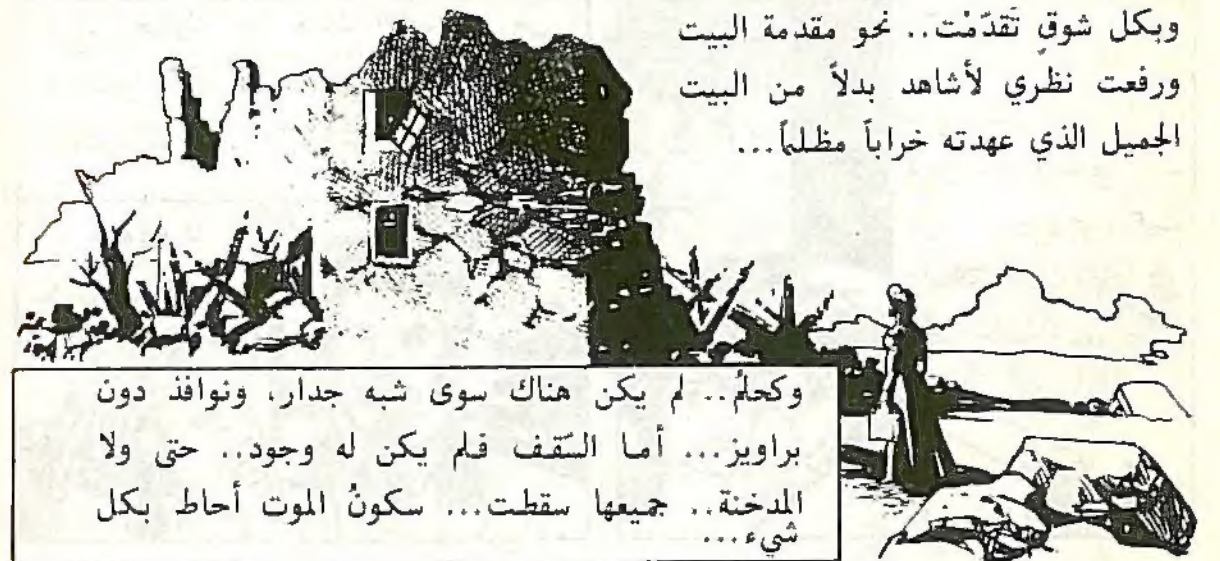 وبكل شوقٍ تَقدّمْت.. نحو مقدمة البيت
ورفعت نظري لأشاهد بدلاً من البيت
الجميل الذي عهدته خراباً مظلماً...
وكحلم.. لم يكن هناك سوى شبه جدار، ونوافذ دون
براويز... أما السّقف فلم يكن له وجود.. حتى ولا
المدخنة.. جميعها سقطت... سكونُ الموت أحاط بكل
شيء...